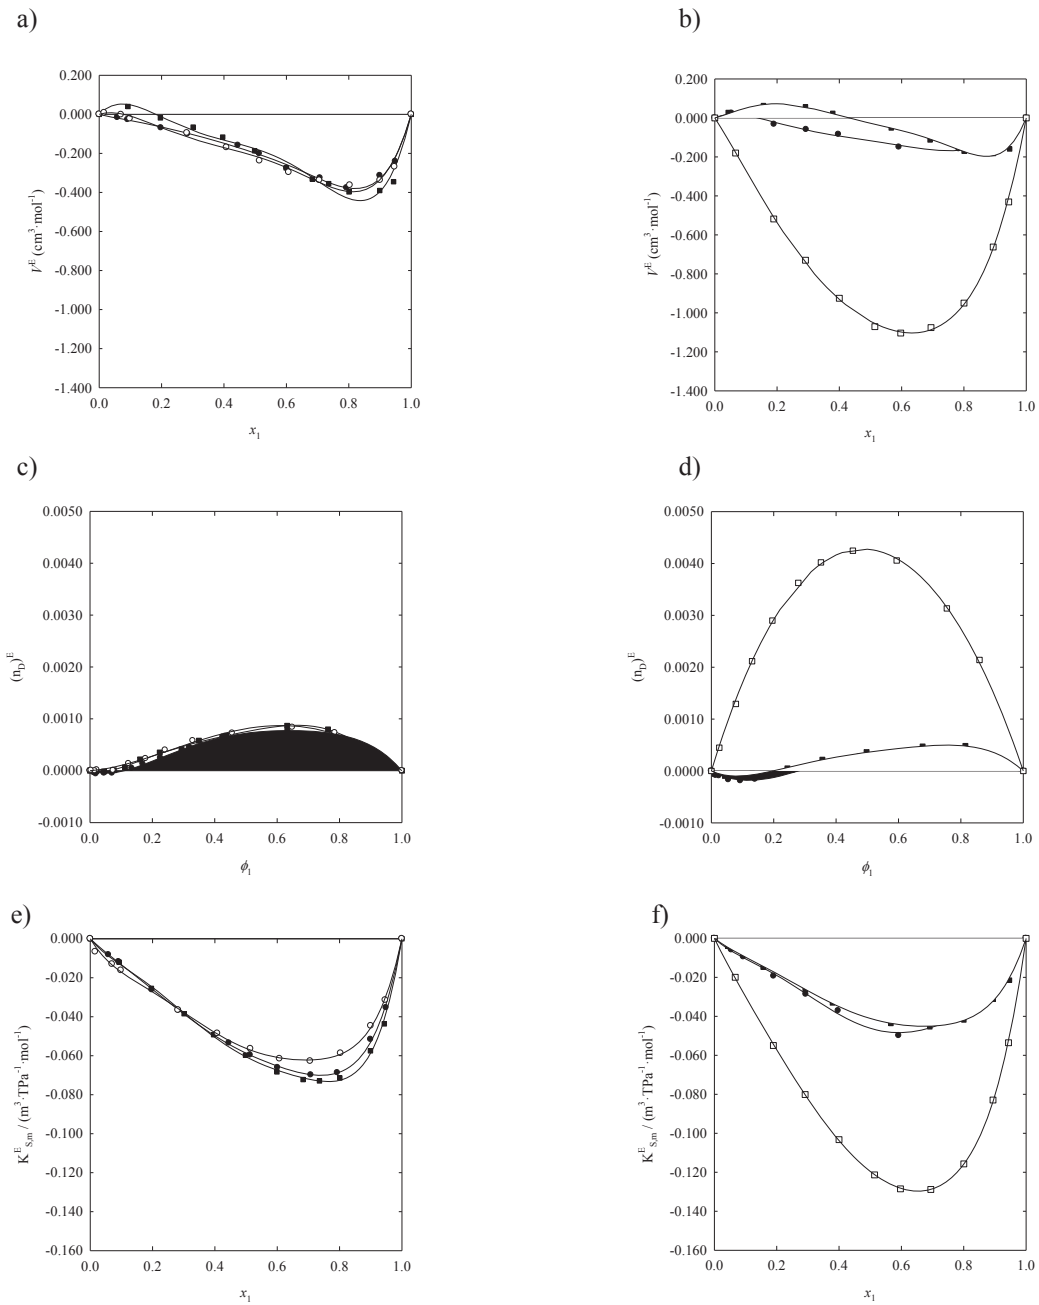 a)
0.200
0.000
-0.200
-0.400
-0.600
-0.800
-1.000
-1.200
-1.400
V^E (cm³·mol⁻¹)
0.0 0.2 0.4 0.6 0.8 1.0
x₁
b)
0.200
0.000
-0.200
-0.400
-0.600
-0.800
-1.000
-1.200
-1.400
V^E (cm³·mol⁻¹)
0.0 0.2 0.4 0.6 0.8 1.0
x₁
c)
0.0050
0.0040
0.0030
0.0020
0.0010
0.0000
-0.0010
(n_D)^E
0.0 0.2 0.4 0.6 0.8 1.0
ϕ₁
d)
0.0050
0.0040
0.0030
0.0020
0.0010
0.0000
-0.0010
(n_D)^E
0.0 0.2 0.4 0.6 0.8 1.0
ϕ₁
e)
0.000
-0.020
-0.040
-0.060
-0.080
-0.100
-0.120
-0.140
-0.160
K^E_S,m / (m³·TPa⁻¹·mol⁻¹)
0.0 0.2 0.4 0.6 0.8 1.0
x₁
f)
0.000
-0.020
-0.040
-0.060
-0.080
-0.100
-0.120
-0.140
-0.160
K^E_S,m / (m³·TPa⁻¹·mol⁻¹)
0.0 0.2 0.4 0.6 0.8 1.0
x₁